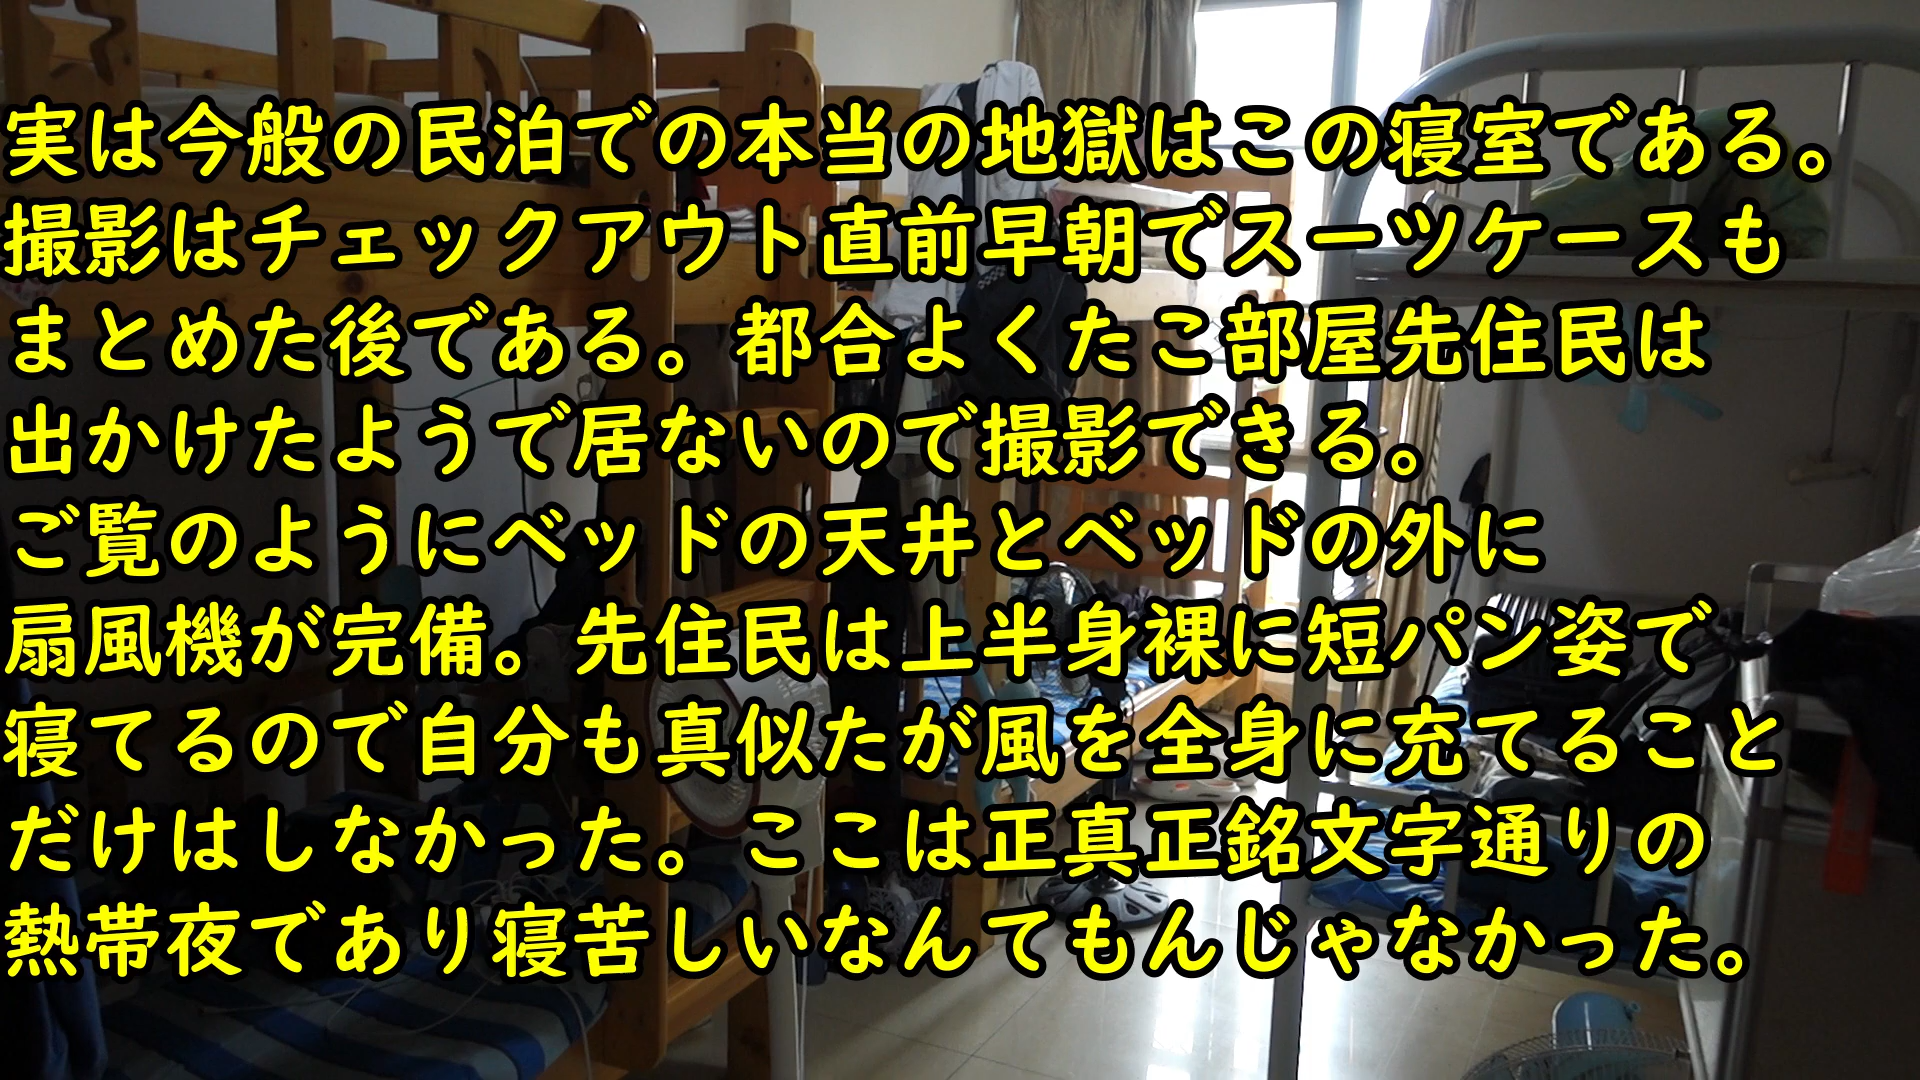 実は今般の民泊での本当の地獄はこの寝室である。
撮影はチェックアウト直前早朝でスーツケースも
まとめた後である。都合よくたこ部屋先住民は
出かけたようで居ないので撮影できる。
ご覧のようにベッドの天井とベッドの外に
扇風機が完備。先住民は上半身裸に短パン姿で
寝てるので自分も真似たが風を全身に充てること
だけはしなかった。ここは正真正銘文字通りの
熱帯夜であり寝苦しいなんてもんじゃなかった。